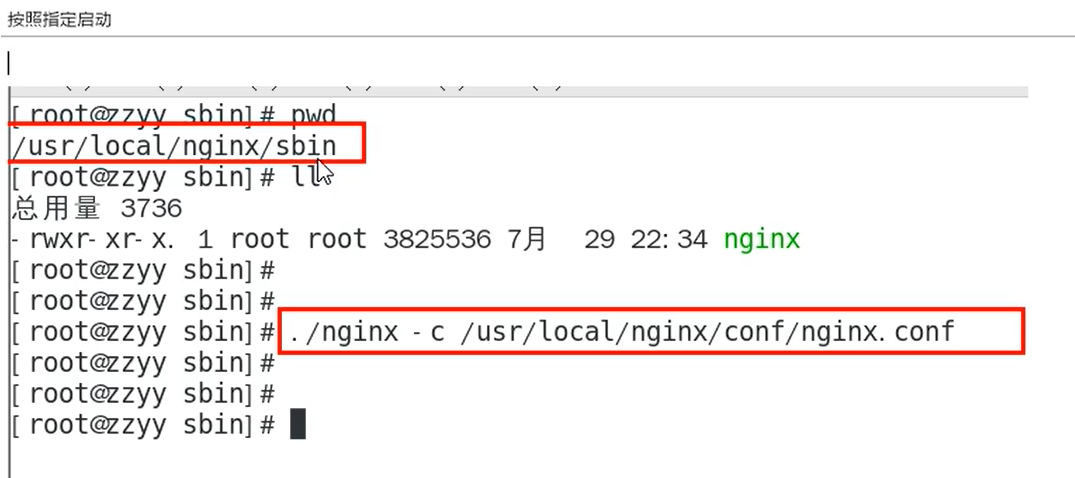 按照指定启动
[root@zzyy sbin]# pwd
/usr/local/nginx/sbin
[root@zzyy sbin]# ll
总用量 3736
-rwxr-xr-x. 1 root root 3825536 7月  29 22:34 nginx
[root@zzyy sbin]#
[root@zzyy sbin]#
[root@zzyy sbin]# ./nginx -c /usr/local/nginx/conf/nginx.conf
[root@zzyy sbin]#
[root@zzyy sbin]#
[root@zzyy sbin]#